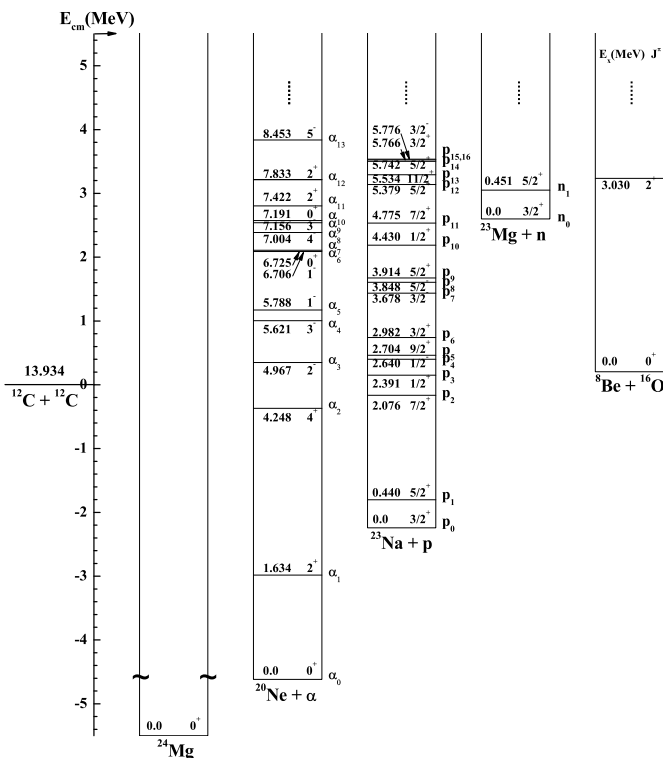 E_cm(MeV)
5
4
3
2
1
0
-1
-2
-3
-4
-5
13.934
¹²C + ¹²C
0.0 0⁺
²⁴Mg
8.453 5⁻ α₁₃
7.833 2⁺ α₁₂
7.422 2⁺ α₁₁
7.191 0⁺ α₁₀
7.156 3⁻ α₉
7.004 4⁻ α₈
α₇
6.725 0⁺ α₆
6.706 1⁻
5.788 1⁻ α₅
5.621 3⁻ α₄
4.967 2⁻ α₃
4.248 4⁺ α₂
1.634 2⁺ α₁
0.0 0⁺ α₀
²⁰Ne + α
5.776 3/2⁻
5.766 3/2⁺ p₁₅,₁₆
5.742 5/2⁺ p₁₄
5.534 11/2⁺ p₁₃
5.379 5/2⁺ p₁₂
4.775 7/2⁺ p₁₁
4.430 1/2⁺ p₁₀
3.914 5/2⁺ p₉
3.848 5/2⁻ p₈
3.678 3/2⁻ p₇
2.982 3/2⁺ p₆
2.704 9/2⁺ p₅
2.640 1/2⁻ p₄
2.391 1/2⁺ p₃
2.076 7/2⁺ p₂
0.440 5/2⁺ p₁
0.0 3/2⁺ p₀
²³Na + p
0.451 5/2⁺ n₁
0.0 3/2⁺ n₀
²³Mg + n
E_x(MeV) J^π
3.030 2⁺
0.0 0⁺
⁸Be + ¹⁶O